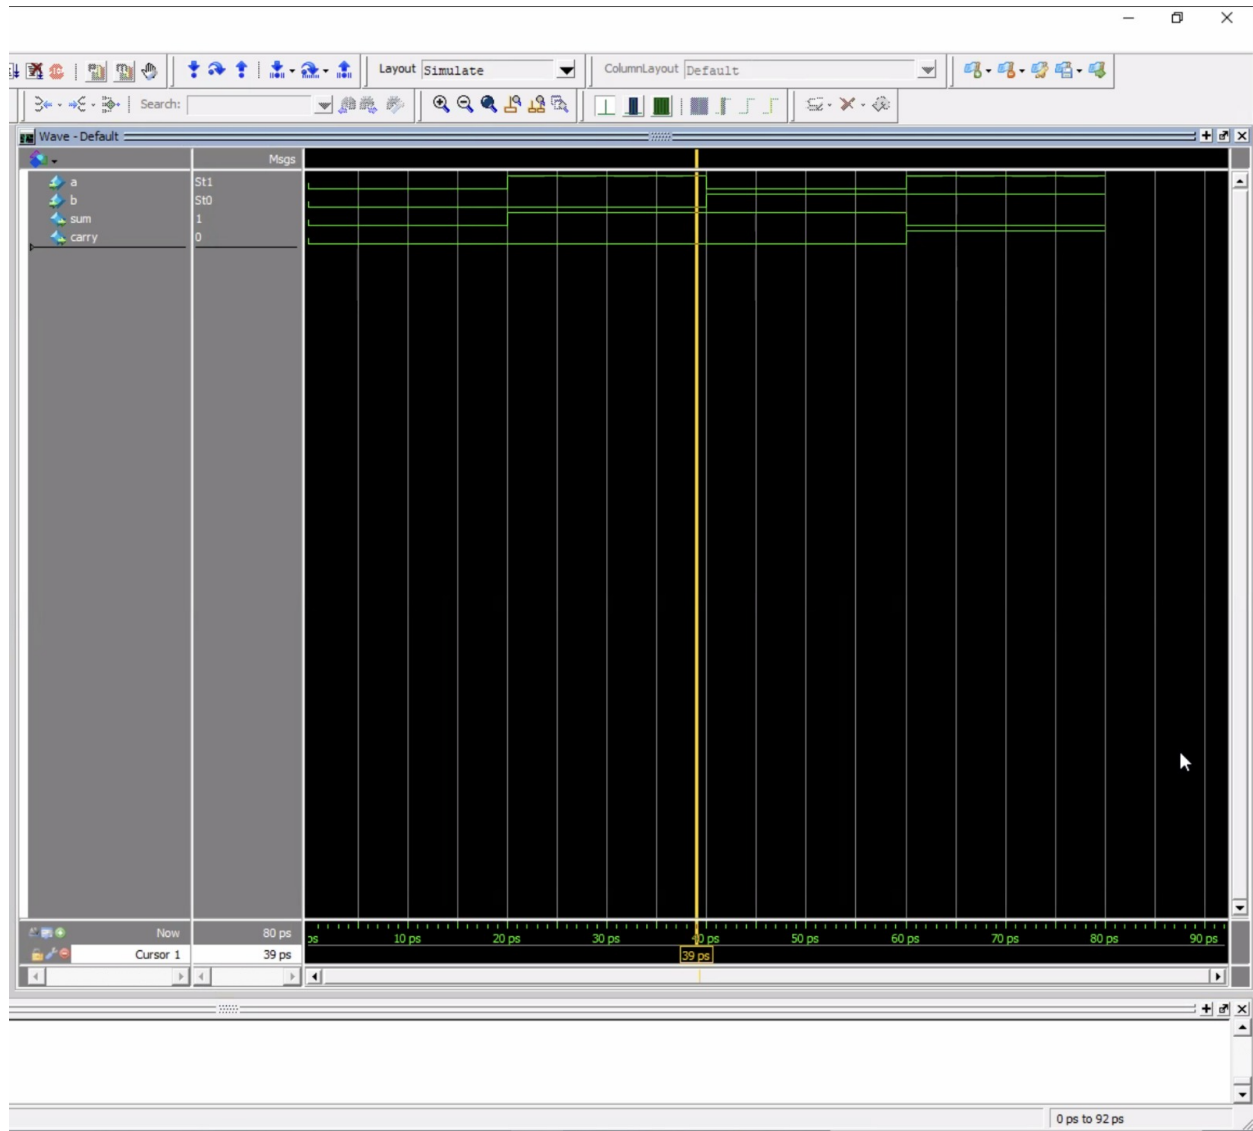 Layout Simulate ColumnLayout Default
Search:
Wave - Default
Msgs
a St1
b St0
sum 1
carry 0
Now 80 ps
ps 10 ps 20 ps 30 ps 40 ps 50 ps 60 ps 70 ps 80 ps 90 ps
Cursor 1 39 ps
39 ps
0 ps to 92 ps